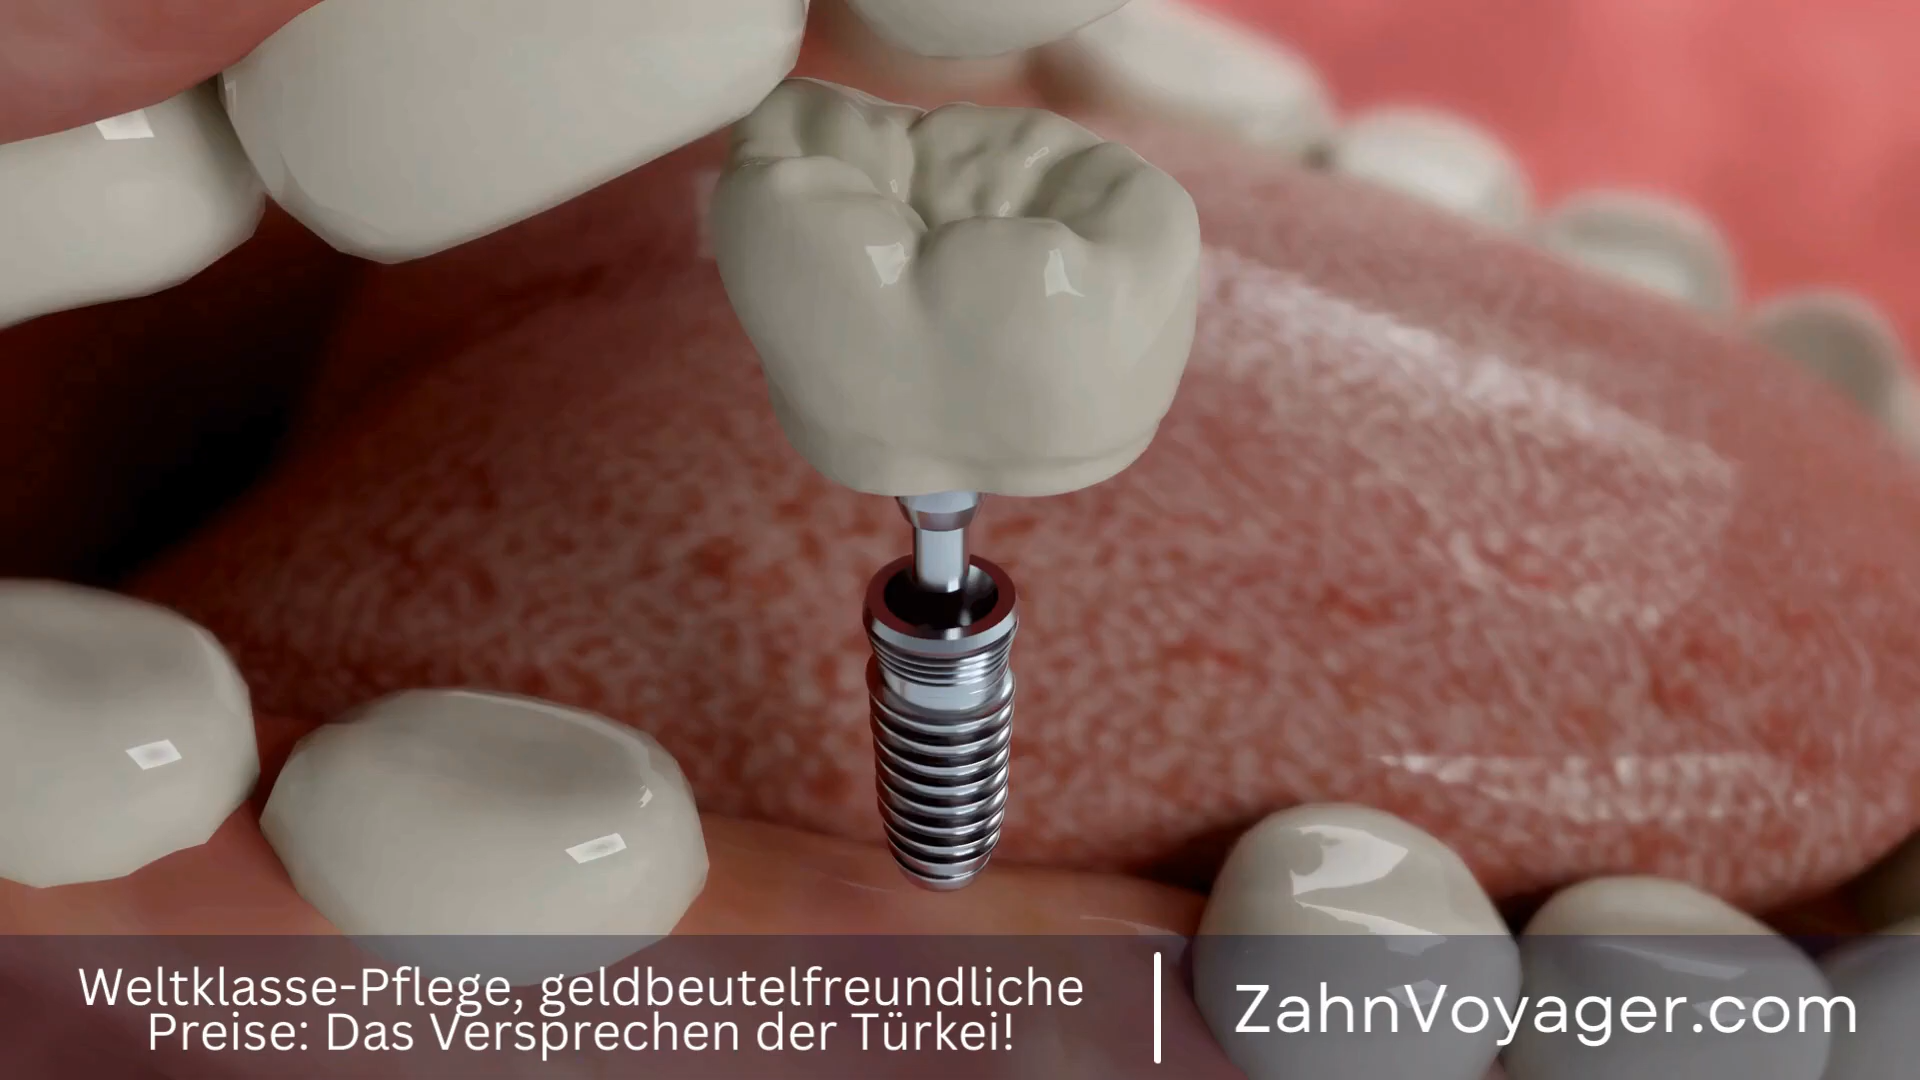 Weltklasse-Pflege, geldbeutelfreundliche
Preise: Das Versprechen der Türkei!
ZahnVoyager.com